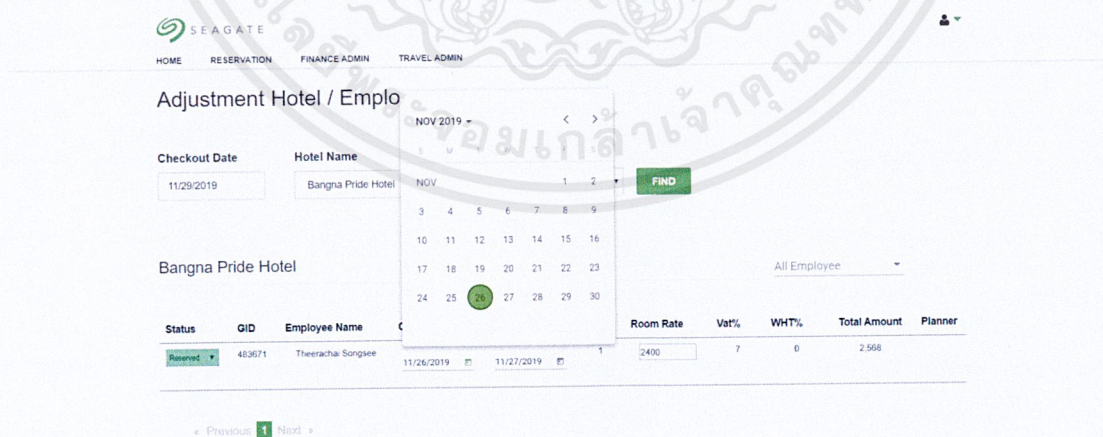 SEAGATE
HOME RESERVATION FINANCE ADMIN TRAVEL ADMIN
Adjustment Hotel / Emplo
NOV 2019
Checkout Date Hotel Name
11/29/2019 Bangna Pride Hotel FIND
NOV 1 2
3 4 5 6 7 8 9
10 11 12 13 14 15 16
17 18 19 20 21 22 23
24 25 26 27 28 29 30
Bangna Pride Hotel All Employee
Status GID Employee Name Room Rate Vat% WHT% Total Amount Planner
Reserved 483671 Theerachai Songsee 11/26/2019 11/27/2019 1 2400 7 0 2,568
« Previous 1 Next »